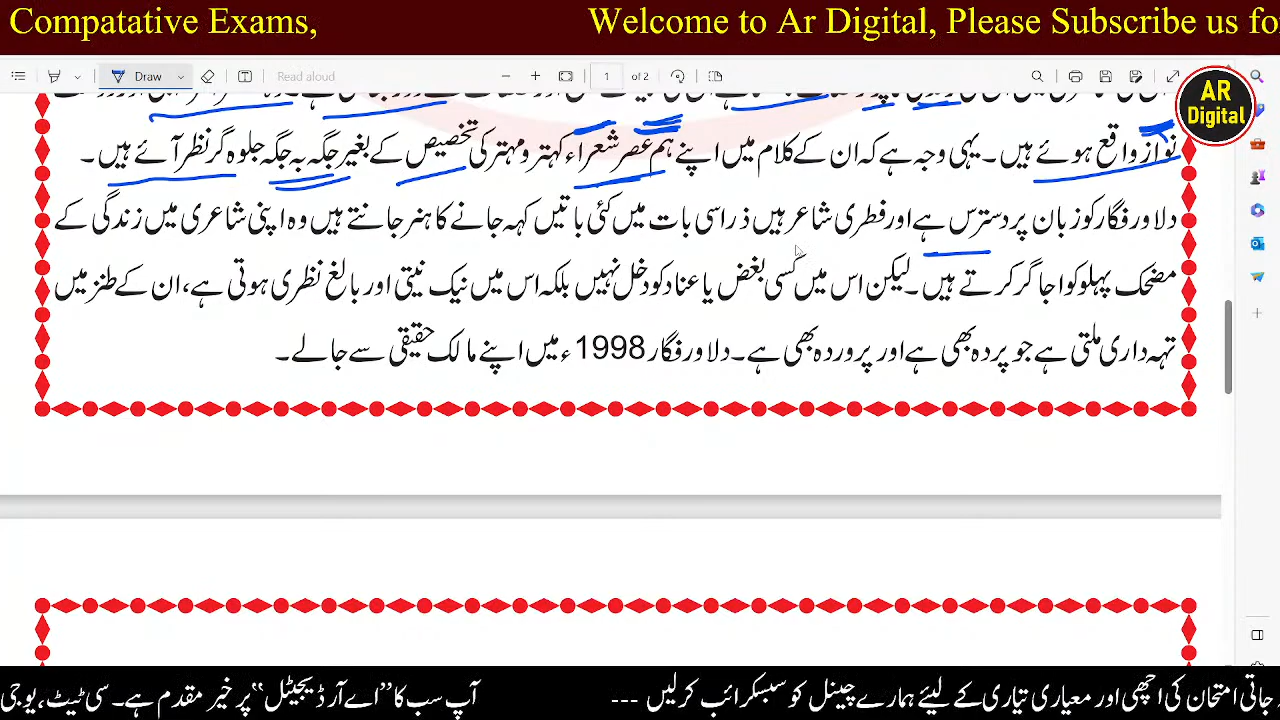 Compatative Exams,
Welcome to Ar Digital, Please Subscribe us fo
Draw
Read aloud
1
of 2
AR
Digital
نواز واقع ہوئے ہیں۔ یہی وجہ ہے کہ ان کے کلام میں اپنے ہم عصر شعراء کہتر و مہتر کی تخصیص کے بغیر جگہ بہ جگہ جلوہ گر نظر آئے ہیں۔
دلاور فگار کو زبان پر دسترس ہے اور فطری شاعر ہیں ذرا سی بات میں کئی باتیں کہہ جانے کا ہنر جانتے ہیں وہ اپنی شاعری میں زندگی کے
مضحک پہلو کو اجاگر کرتے ہیں۔ لیکن اس میں کسی بغض یا عناد کو دخل نہیں بلکہ اس میں نیک نیتی اور بالغ نظری ہوتی ہے، ان کے طنز میں
تہہ داری ملتی ہے جو پردہ بھی ہے اور پروردہ بھی ہے۔ دلاور فگار 1998ء میں اپنے مالک حقیقی سے جا لے۔
جاتی امتحان کی اچھی اور معیاری تیاری کے لیئے ہمارے چینل کو سبسکرائب کرلیں ---
آپ سب کا ”اے آر ڈیجیٹل“ پر خیر مقدم ہے۔ سی ٹیٹ، یو جی